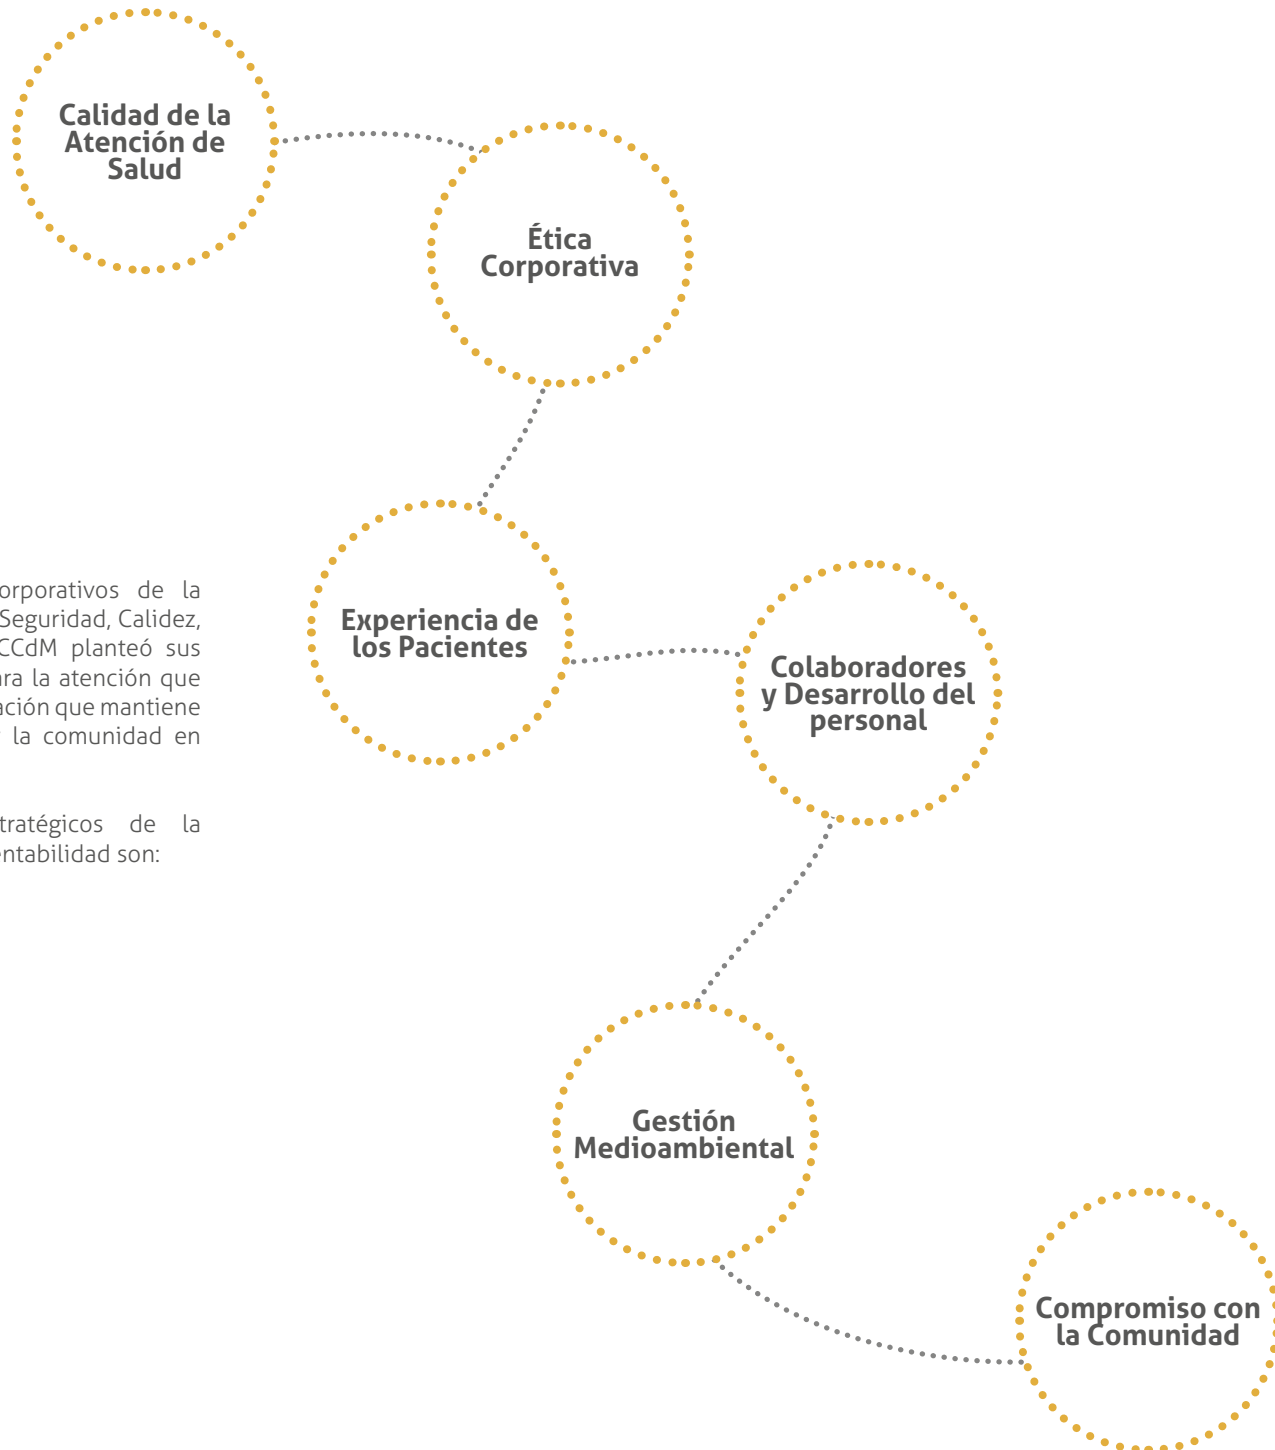 Calidad de la
Atención de
Salud
Ética
Corporativa
orporativos de la
Seguridad, Calidez,
CCdM planteó sus
ara la atención que
ación que mantiene
la comunidad en
tratégicos de la
entabilidad son:
Experiencia de
los Pacientes
Colaboradores
y Desarrollo del
personal
Gestión
Medioambiental
Compromiso con
la Comunidad